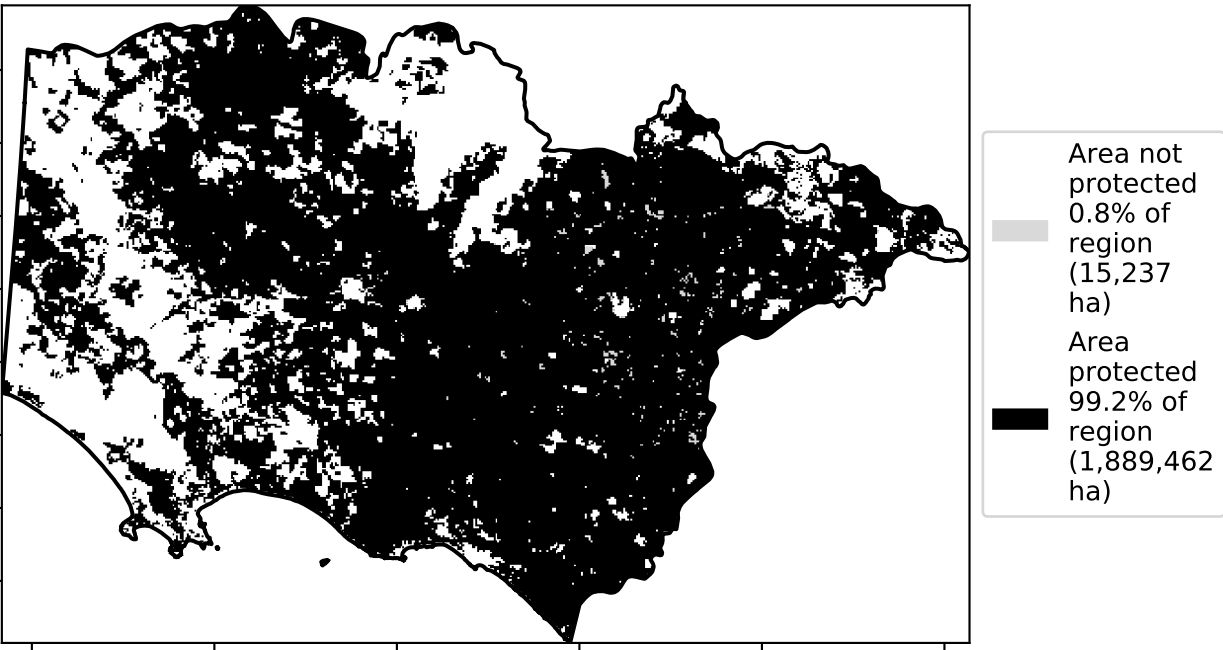 Area not
protected
0.8% of
region
(15,237
ha)
Area
protected
99.2% of
region
(1,889,462
ha)